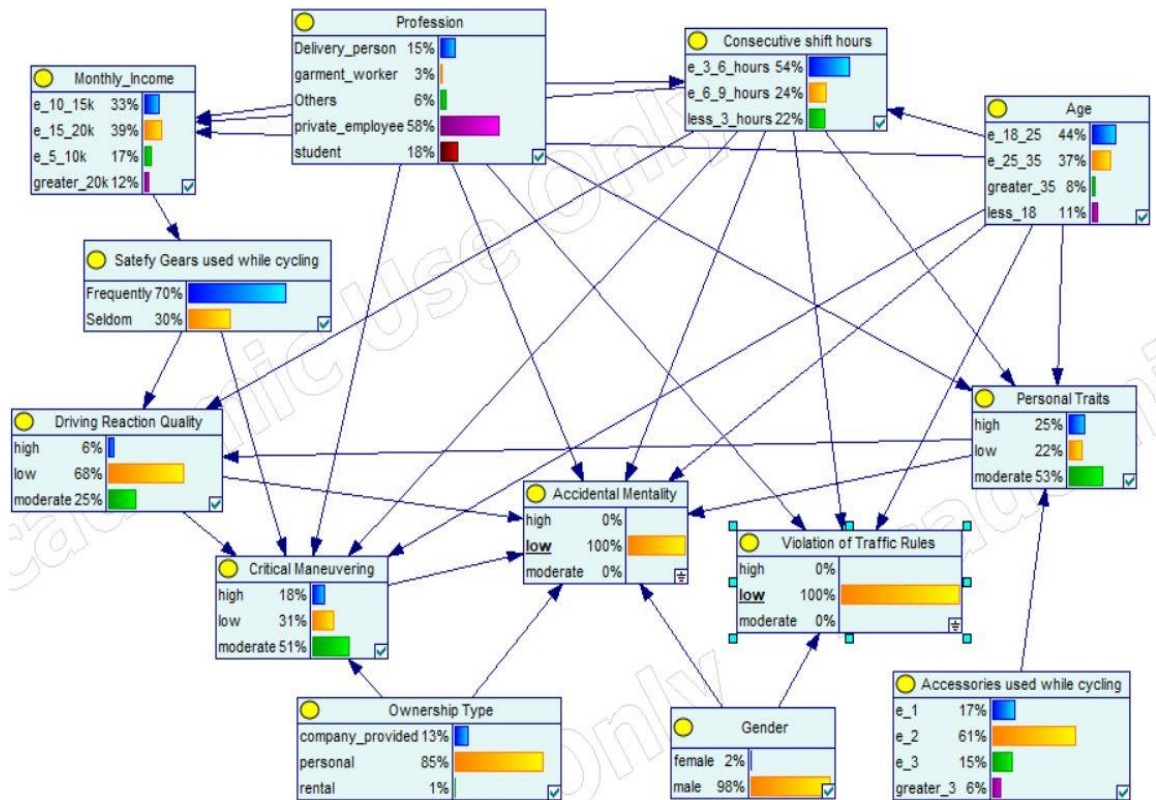 Profession
Delivery_person 15%
garment_worker 3%
Others 6%
private_employee 58%
student 18%
Consecutive shift hours
e_3_6_hours 54%
e_6_9_hours 24%
less_3_hours 22%
Monthly_Income
e_10_15k 33%
e_15_20k 39%
e_5_10k 17%
greater_20k 12%
Age
e_18_25 44%
e_25_35 37%
greater_35 8%
less_18 11%
Satefy Gears used while cycling
Frequently 70%
Seldom 30%
Driving Reaction Quality
high 6%
low 68%
moderate 25%
Personal Traits
high 25%
low 22%
moderate 53%
Accidental Mentality
high 0%
low 100%
moderate 0%
Violation of Traffic Rules
high 0%
low 100%
moderate 0%
Critical Maneuvering
high 18%
low 31%
moderate 51%
Ownership Type
company_provided 13%
personal 85%
rental 1%
Gender
female 2%
male 98%
Accessories used while cycling
e_1 17%
e_2 61%
e_3 15%
greater_3 6%